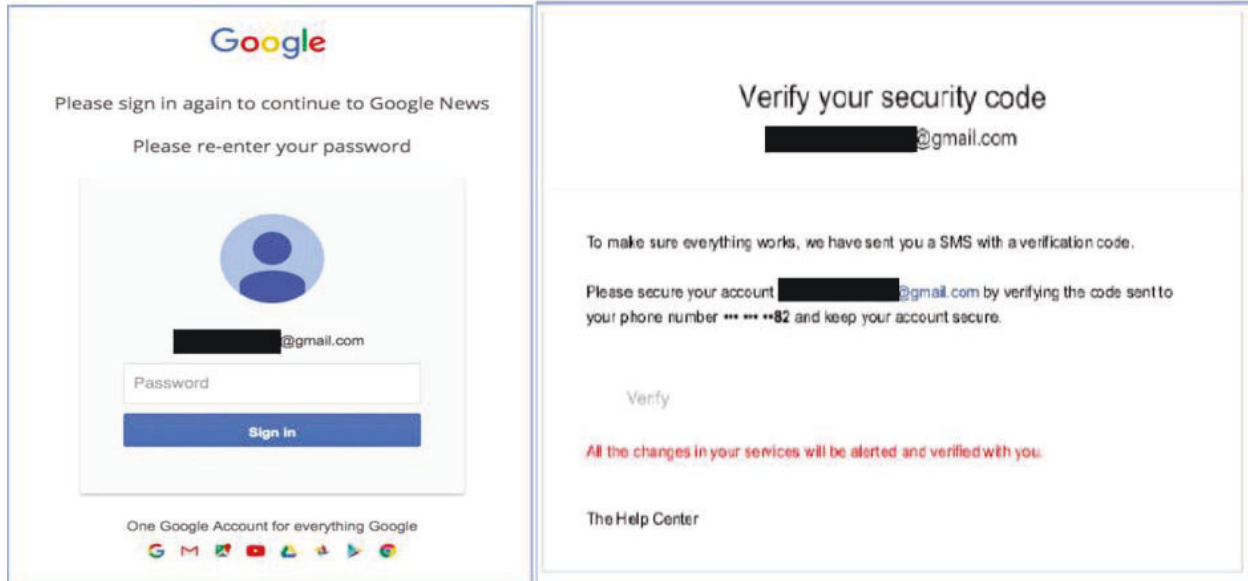 Google
Please sign in again to continue to Google News
Please re-enter your password
@gmail.com
Password
Sign in
One Google Account for everything Google
Verify your security code
@gmail.com
To make sure everything works, we have sent you a SMS with a verification code.
Please secure your account @gmail.com by verifying the code sent to
your phone number ••• ••• ••82 and keep your account secure.
Verify
All the changes in your services will be alerted and verified with you.
The Help Center